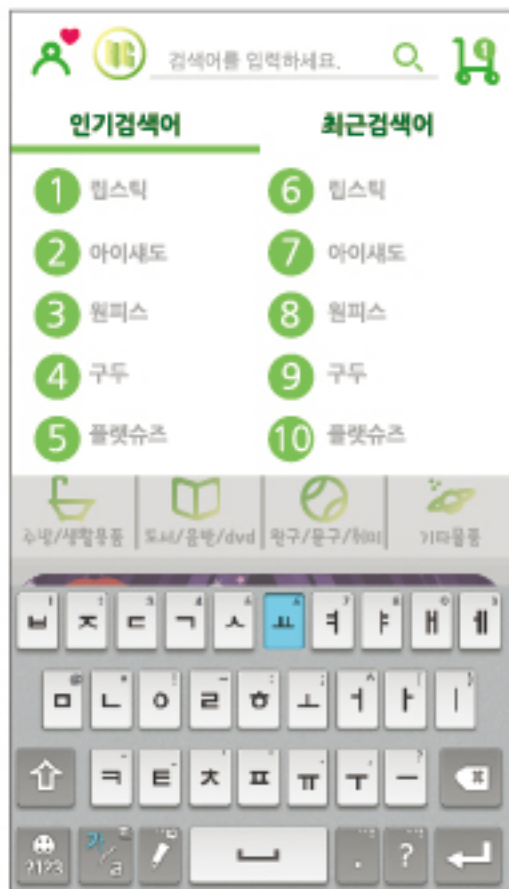 검색어를 입력하세요.
인기검색어 최근검색어
1 립스틱 6 립스틱
2 아이섀도 7 아이섀도
3 원피스 8 원피스
4 구두 9 구두
5 플랫슈즈 10 플랫슈즈
주방/생활용품 도서/음반/dvd 완구/문구/취미 기타물품
ㅂ ㅈ ㄷ ㄱ ㅅ ㅛ ㅕ ㅑ ㅐ ㅔ
ㅁ ㄴ ㅇ ㄹ ㅎ ㅗ ㅓ ㅏ ㅣ
ㅋ ㅌ ㅊ ㅍ ㅠ ㅜ ㅡ
?123 가/a . ?